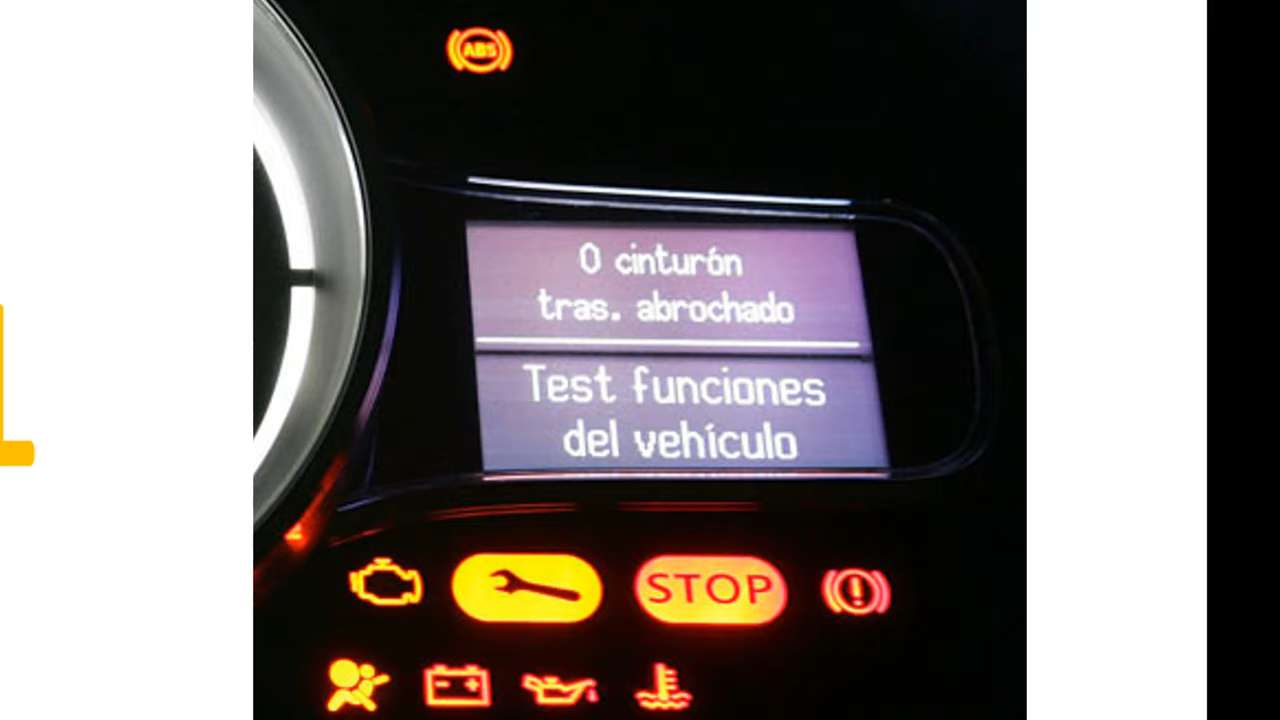 ABS
0 cinturón
tras. abrochado
Test funciones
del vehículo
STOP